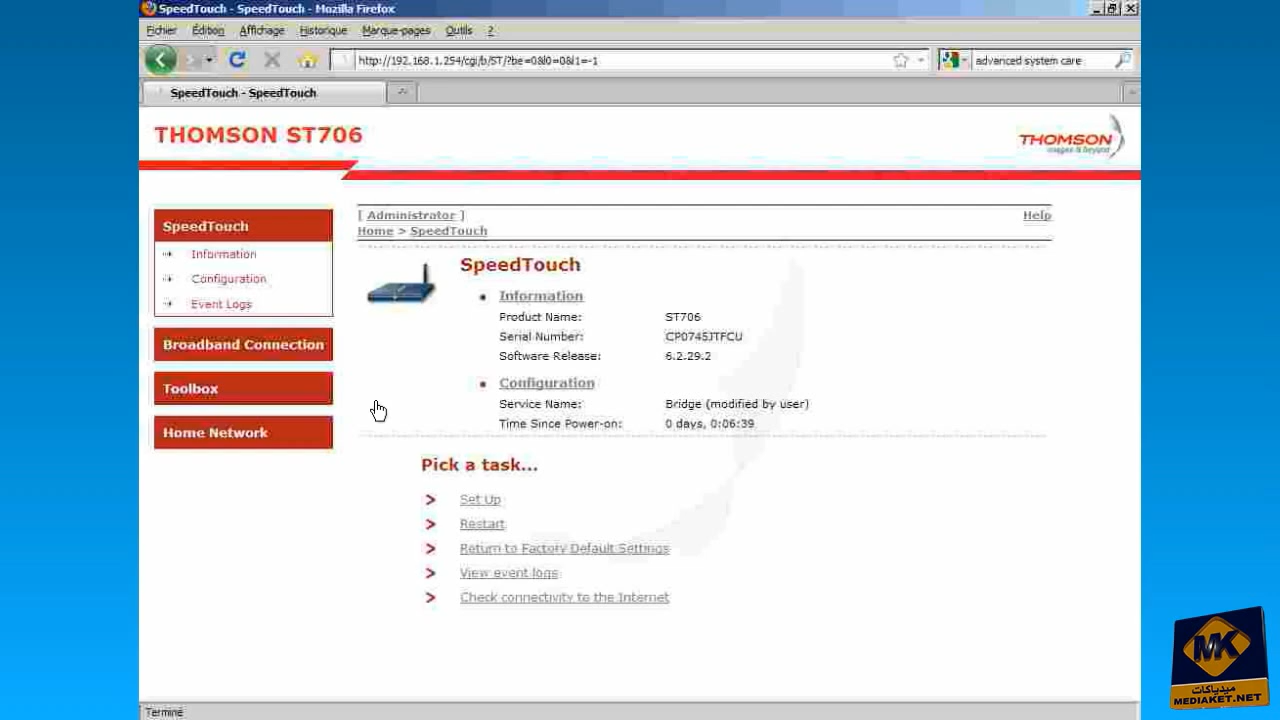 SpeedTouch - SpeedTouch - Mozilla Firefox
Fichier Édition Affichage Historique Marque-pages Outils ?
http://192.168.1.254/cgi/b/ST/?be=0&l0=0&l1=-1
advanced system care
SpeedTouch - SpeedTouch
THOMSON ST706
THOMSON
images & beyond
SpeedTouch
Information
Configuration
Event Logs
Broadband Connection
Toolbox
Home Network
[ Administrator ]
Help
Home > SpeedTouch
SpeedTouch
Information
Product Name: ST706
Serial Number: CP0745JTFCU
Software Release: 6.2.29.2
Configuration
Service Name: Bridge (modified by user)
Time Since Power-on: 0 days, 0:06:39
Pick a task...
> Set Up
> Restart
> Return to Factory Default Settings
> View event logs
> Check connectivity to the Internet
Terminé
MK
ميدياكات
MEDIAKET.NET